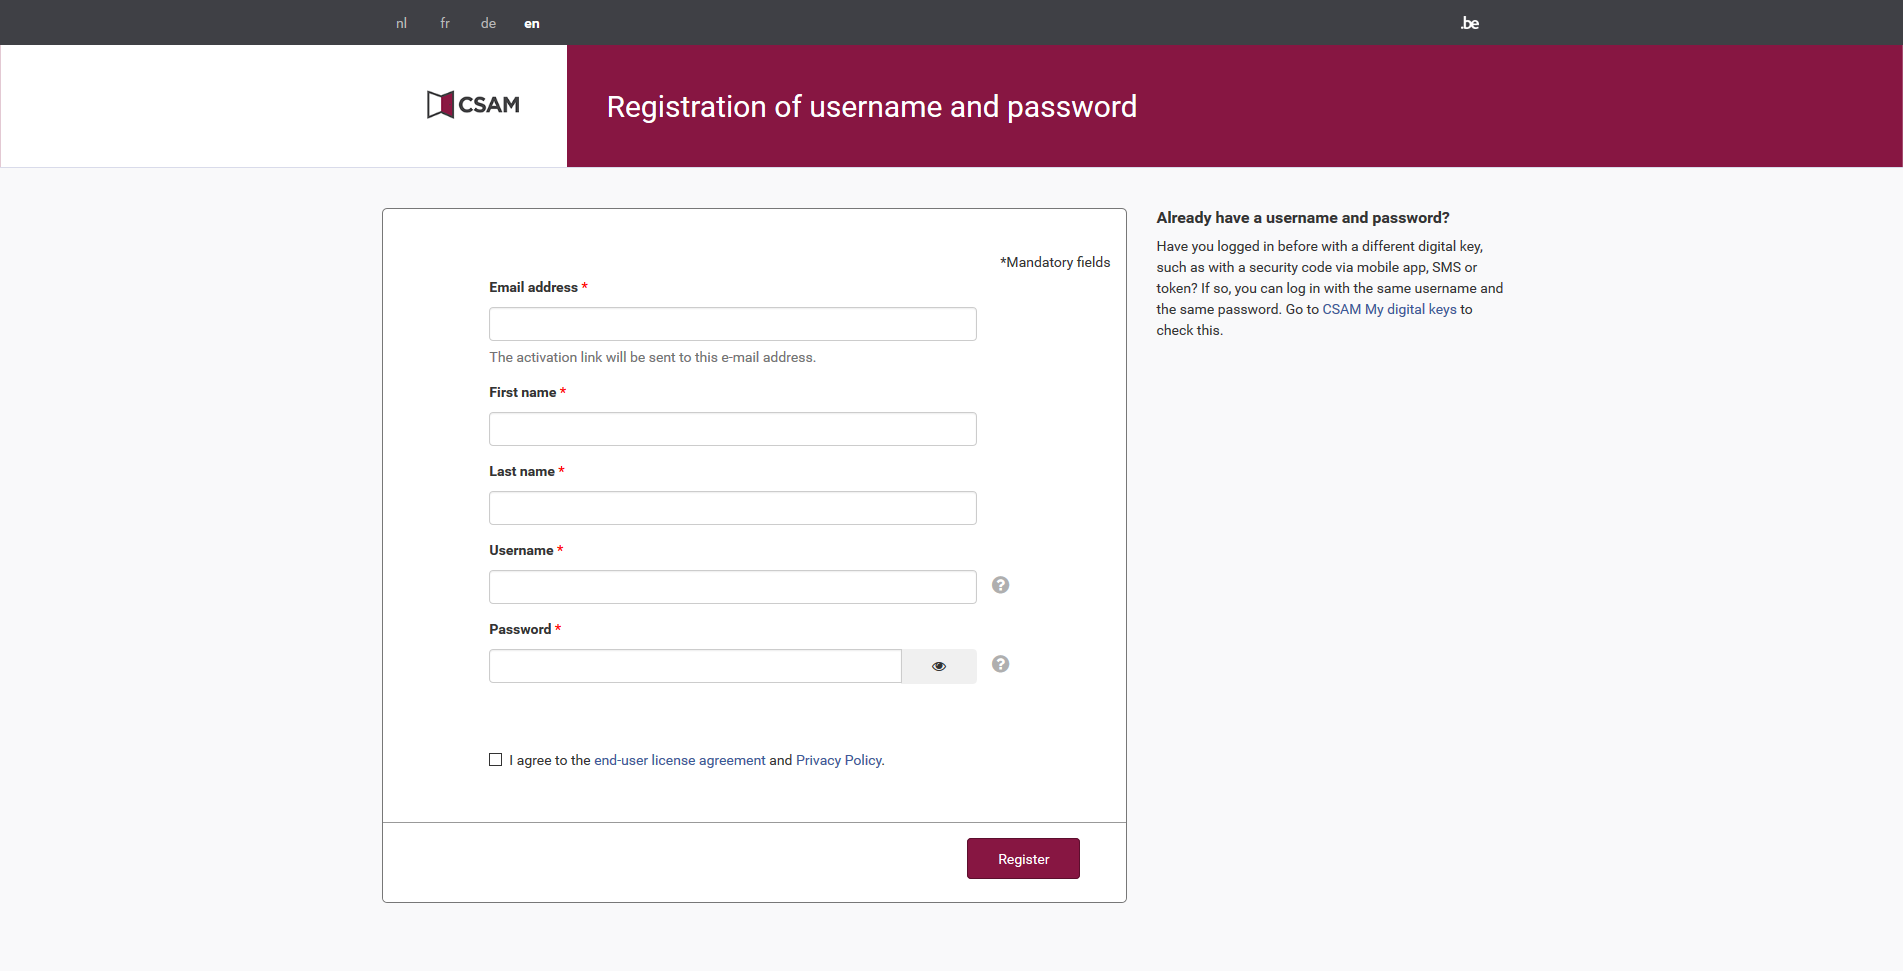 nl fr de en .be
CSAM
Registration of username and password
*Mandatory fields
Email address *
The activation link will be sent to this e-mail address.
First name *
Last name *
Username *
?
Password *
?
I agree to the end-user license agreement and Privacy Policy.
Register
Already have a username and password?
Have you logged in before with a different digital key,
such as with a security code via mobile app, SMS or
token? If so, you can log in with the same username and
the same password. Go to CSAM My digital keys to
check this.